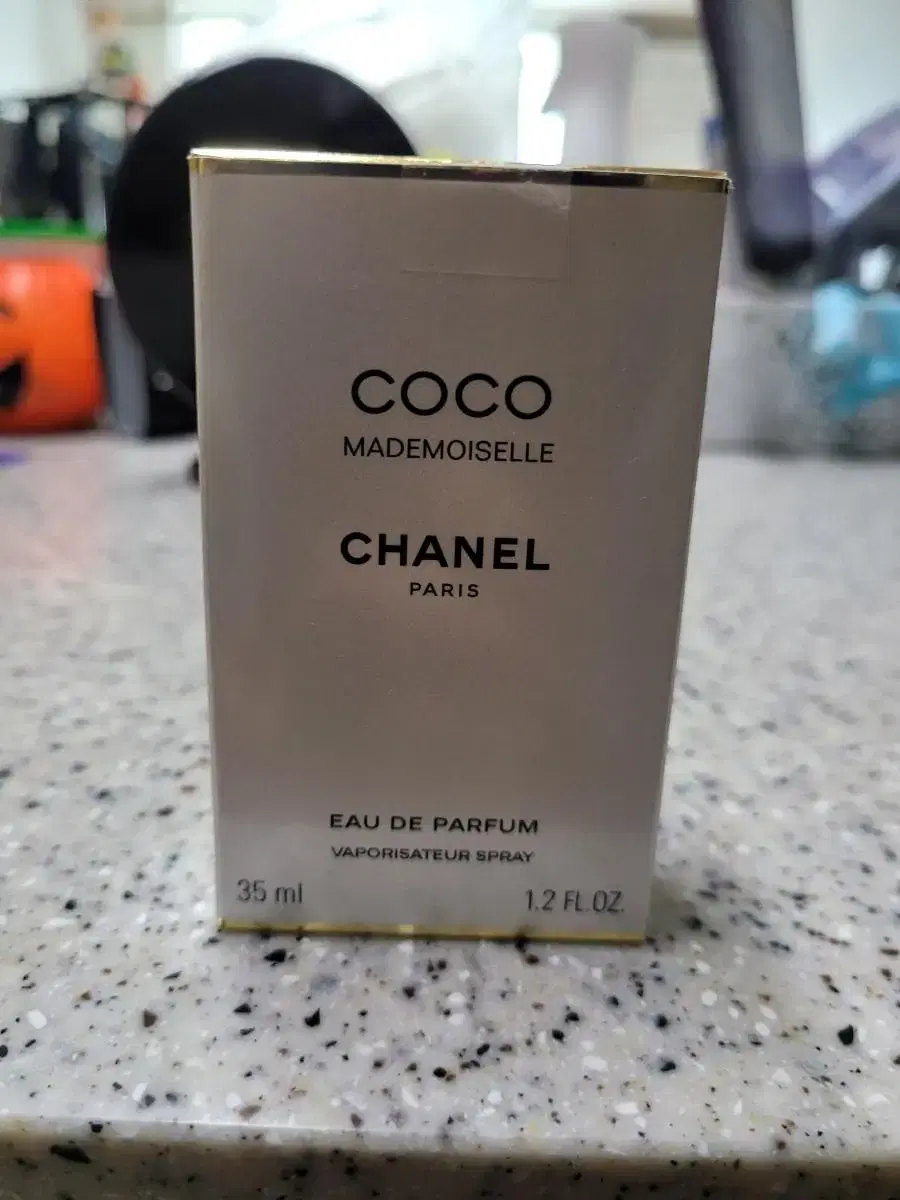 COCO
MADEMOISELLE
CHANEL
PARIS
EAU DE PARFUM
VAPORISATEUR SPRAY
35 ml 1.2 FL.OZ.